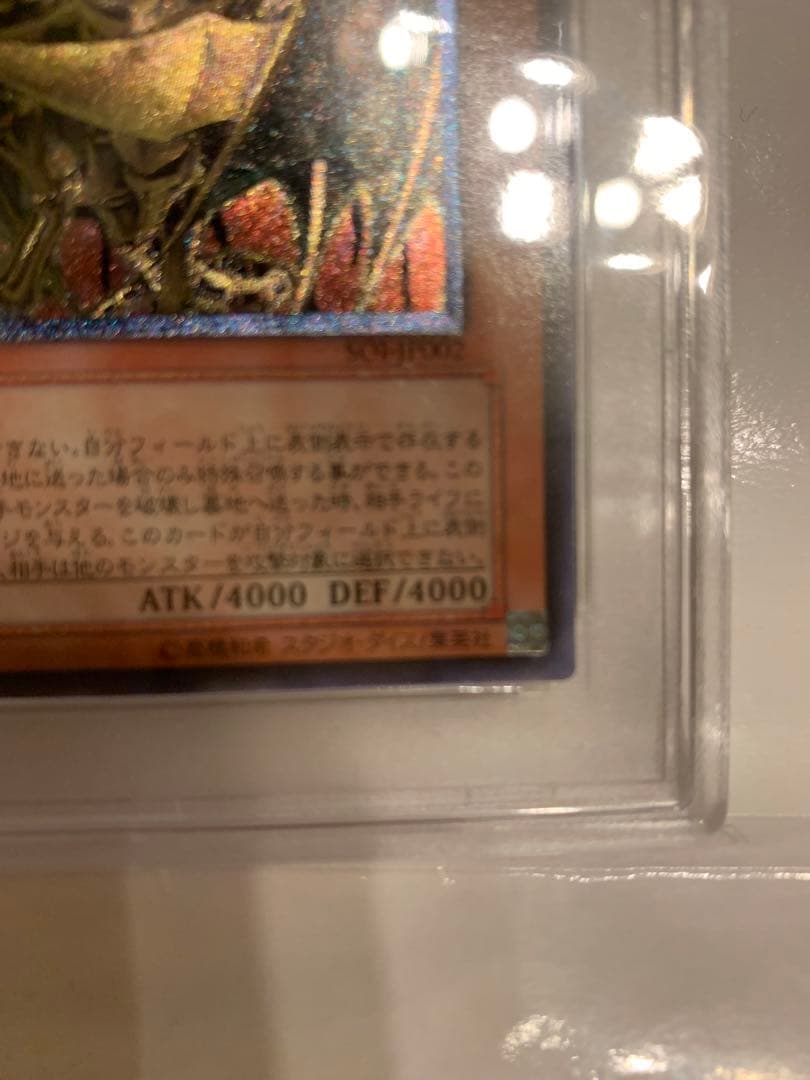 SOI-JP002
きない。自分フィールド上に表側表示で存在する
地に送った場合のみ特殊召喚する事ができる。この
手モンスターを破壊し墓地へ送った時、相手ライフに
ジを与える。このカードが自分フィールド上に表側
、相手は他のモンスターを攻撃対象に選択できない。
ATK/4000 DEF/4000
©高橋和希 スタジオ・ダイス/集英社